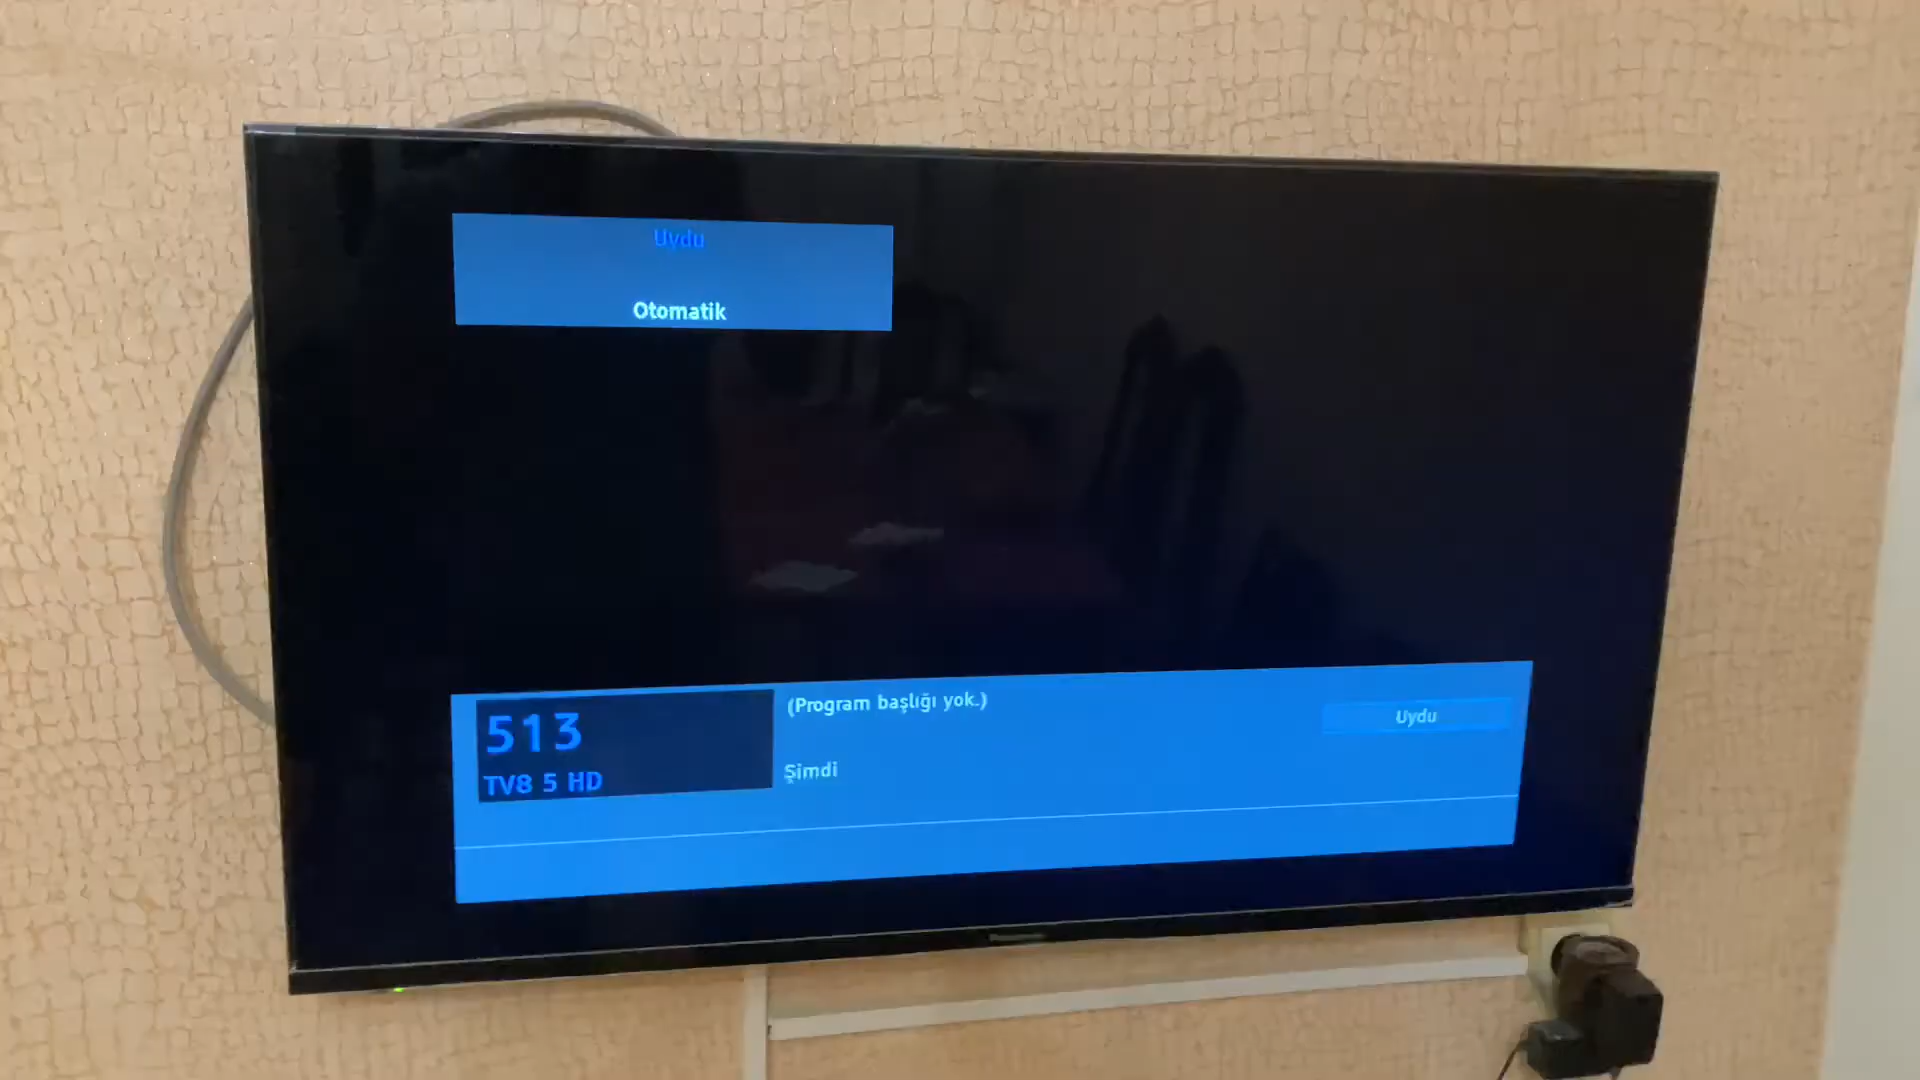 Uydu
Otomatik
513
TV8 5 HD
(Program başlığı yok.)
Şimdi
Uydu